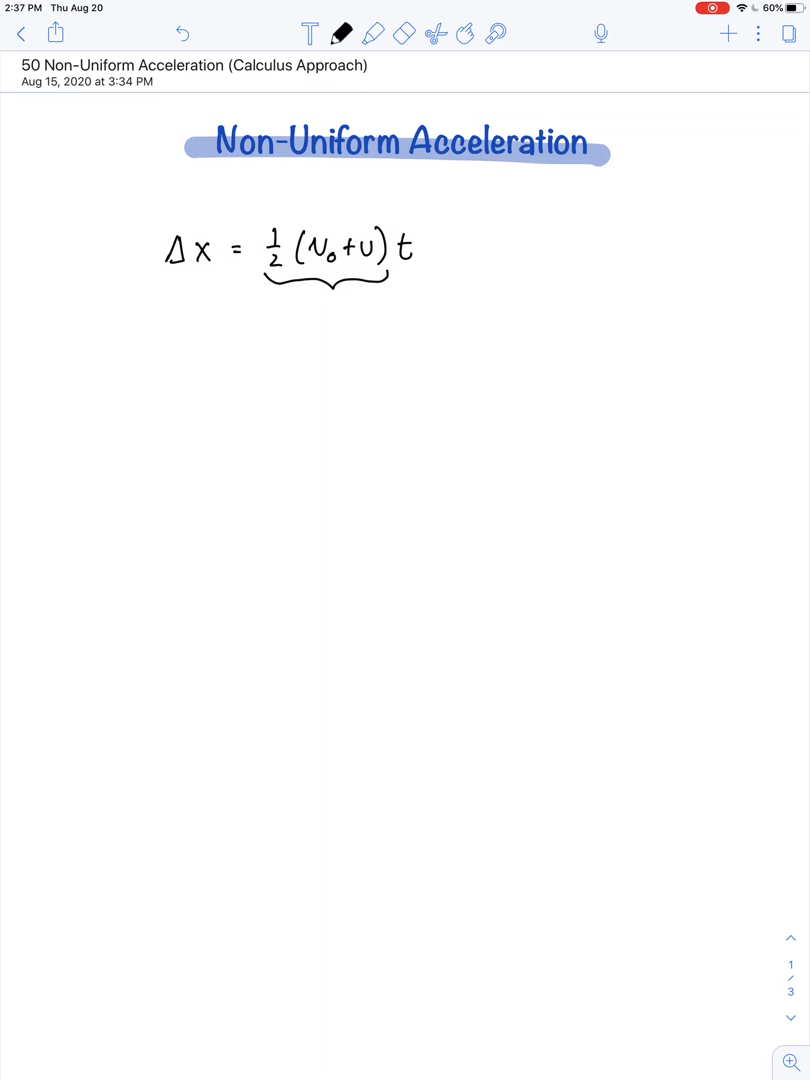 2:37 PM Thu Aug 20 60%
50 Non-Uniform Acceleration (Calculus Approach)
Aug 15, 2020 at 3:34 PM
Non-Uniform Acceleration
Δx = 1/2 (v₀+v)t
1
/
3